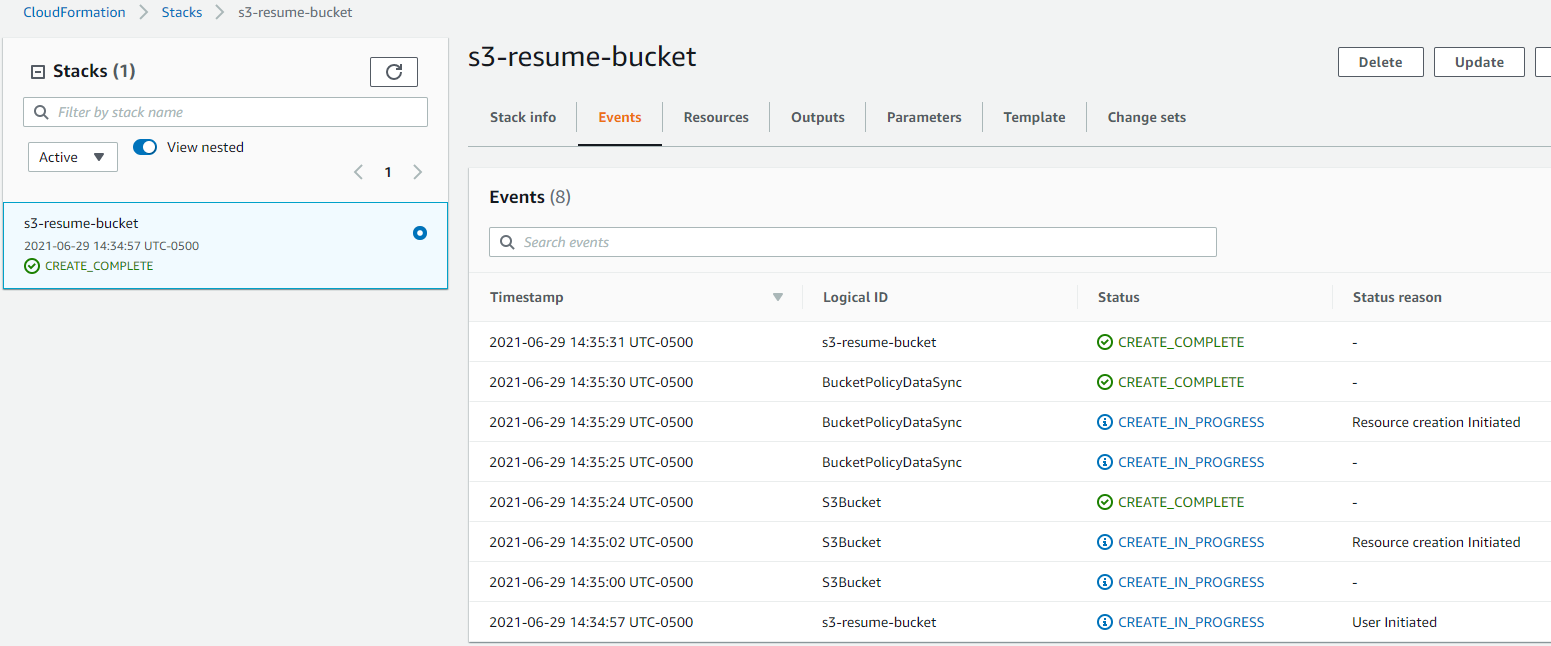 CloudFormation > Stacks > s3-resume-bucket
Stacks (1)
Filter by stack name
Active
View nested
1
s3-resume-bucket
2021-06-29 14:34:57 UTC-0500
CREATE_COMPLETE
s3-resume-bucket
Delete Update
Stack info Events Resources Outputs Parameters Template Change sets
Events (8)
Search events
Timestamp Logical ID Status Status reason
2021-06-29 14:35:31 UTC-0500 s3-resume-bucket CREATE_COMPLETE -
2021-06-29 14:35:30 UTC-0500 BucketPolicyDataSync CREATE_COMPLETE -
2021-06-29 14:35:29 UTC-0500 BucketPolicyDataSync CREATE_IN_PROGRESS Resource creation Initiated
2021-06-29 14:35:25 UTC-0500 BucketPolicyDataSync CREATE_IN_PROGRESS -
2021-06-29 14:35:24 UTC-0500 S3Bucket CREATE_COMPLETE -
2021-06-29 14:35:02 UTC-0500 S3Bucket CREATE_IN_PROGRESS Resource creation Initiated
2021-06-29 14:35:00 UTC-0500 S3Bucket CREATE_IN_PROGRESS -
2021-06-29 14:34:57 UTC-0500 s3-resume-bucket CREATE_IN_PROGRESS User Initiated